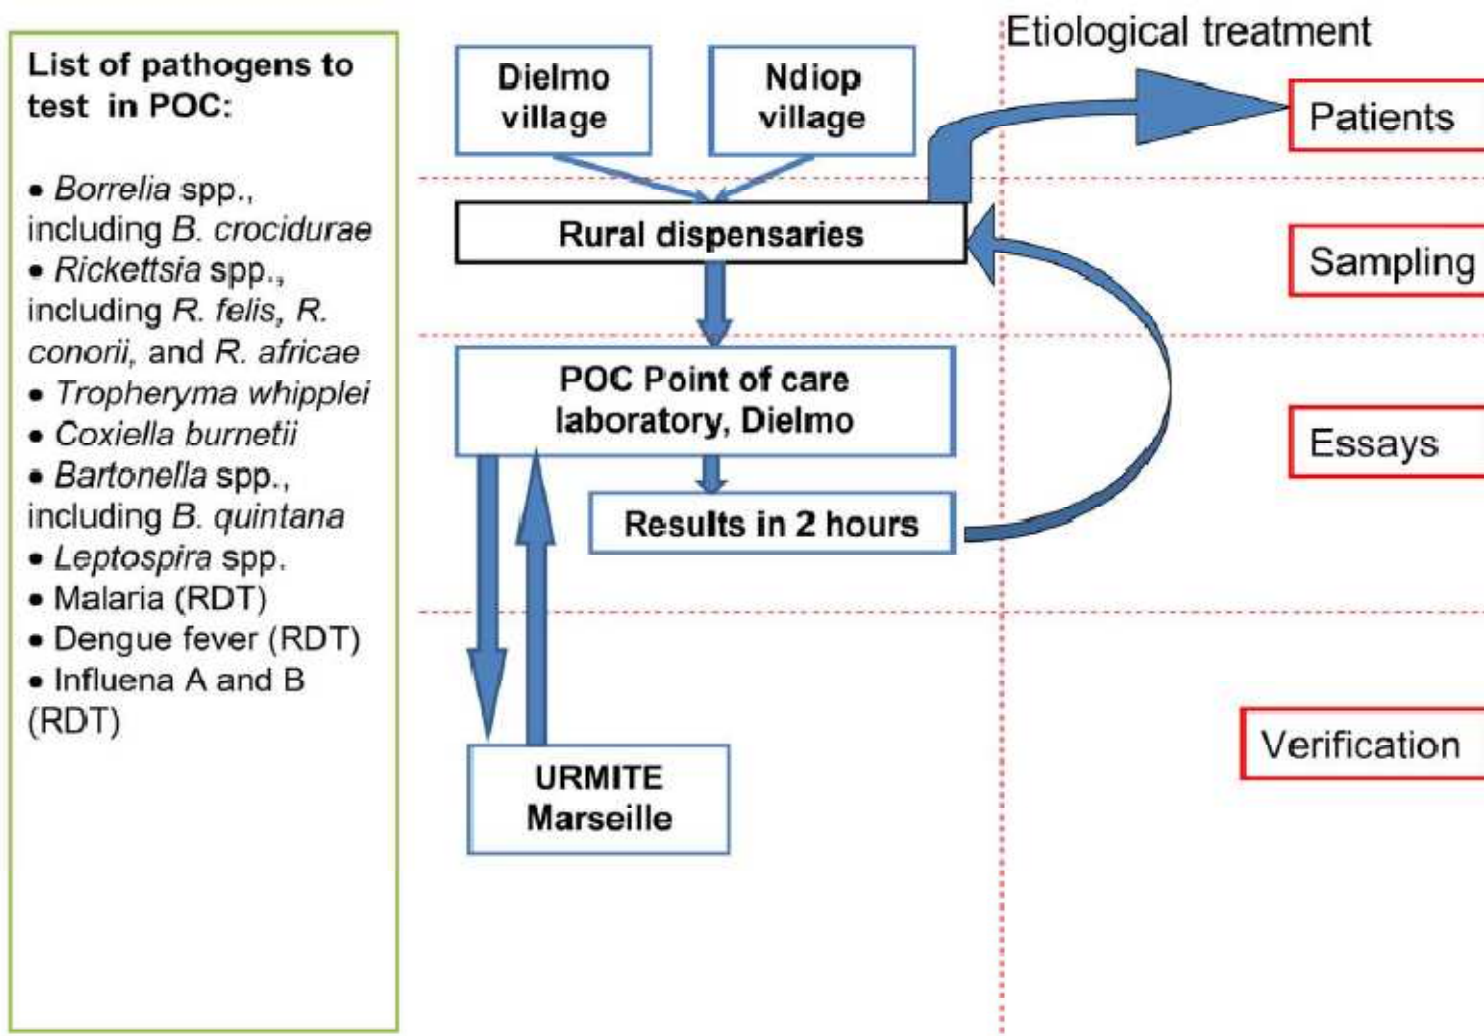 List of pathogens to
test in POC:
• Borrelia spp.,
including B. crocidurae
• Rickettsia spp.,
including R. felis, R.
conorii, and R. africae
• Tropheryma whipplei
• Coxiella burnetii
• Bartonella spp.,
including B. quintana
• Leptospira spp.
• Malaria (RDT)
• Dengue fever (RDT)
• Influena A and B
(RDT)
Dielmo
village
Ndiop
village
Etiological treatment
Patients
Rural dispensaries
Sampling
POC Point of care
laboratory, Dielmo
Essays
Results in 2 hours
URMITE
Marseille
Verification